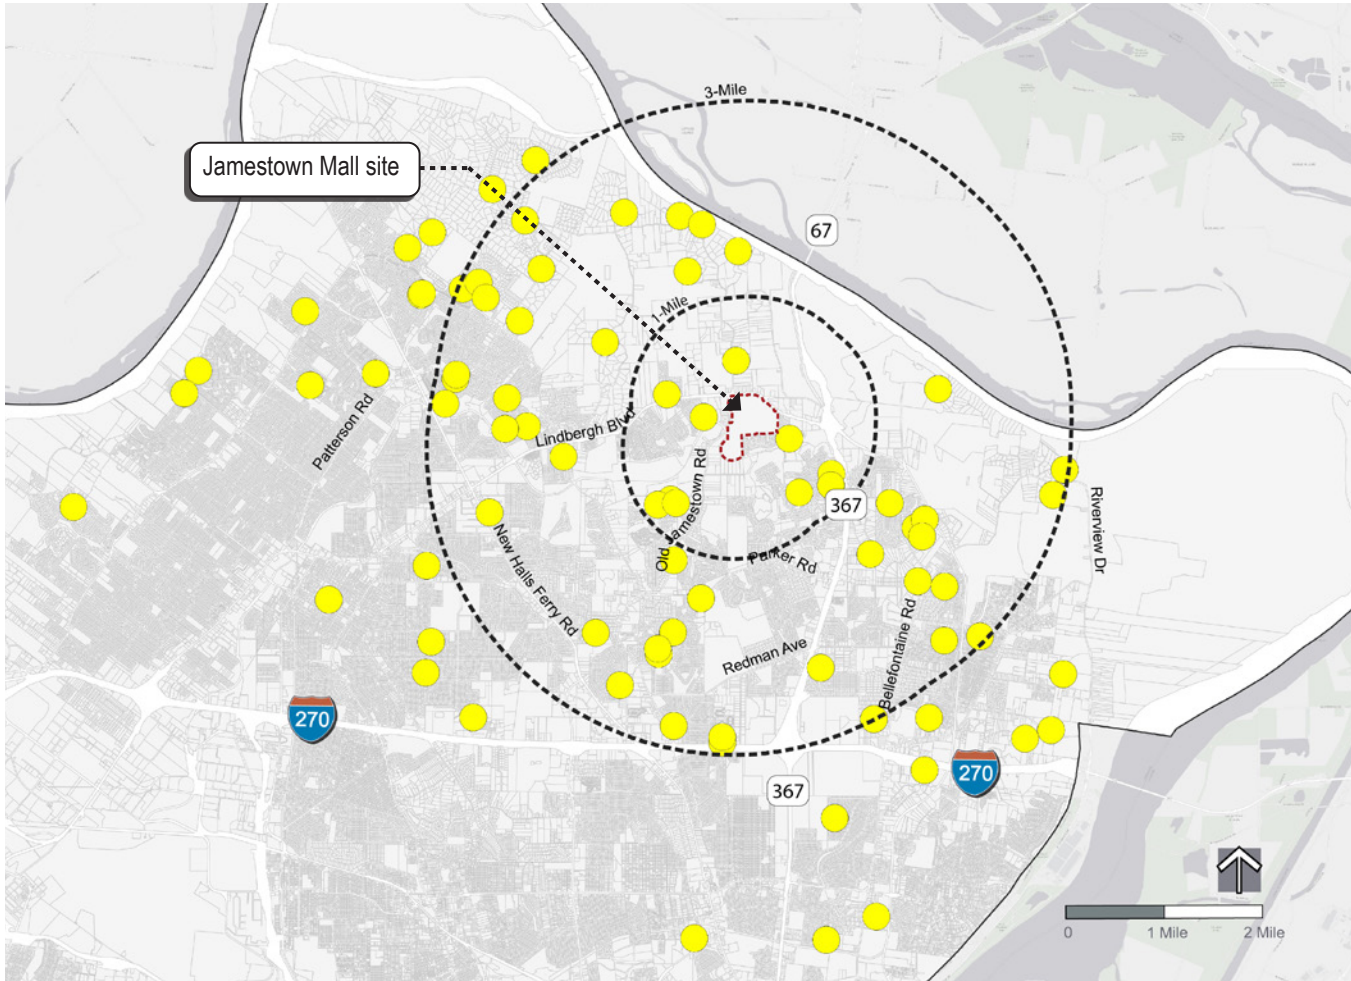 3-Mile
Jamestown Mall site
67
1-Mile
Lindbergh Blvd
Patterson Rd
Old Jamestown Rd
367
Riverview Dr
New Halls Ferry Rd
Parker Rd
Bellefontaine Rd
Redman Ave
270
270
367
0 1 Mile 2 Mile